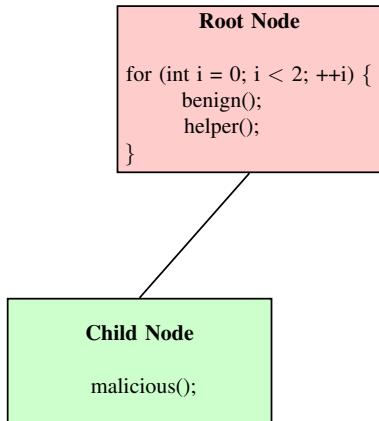 Root Node
for (int i = 0; i < 2; ++i) {
benign();
helper();
}
Child Node
malicious();